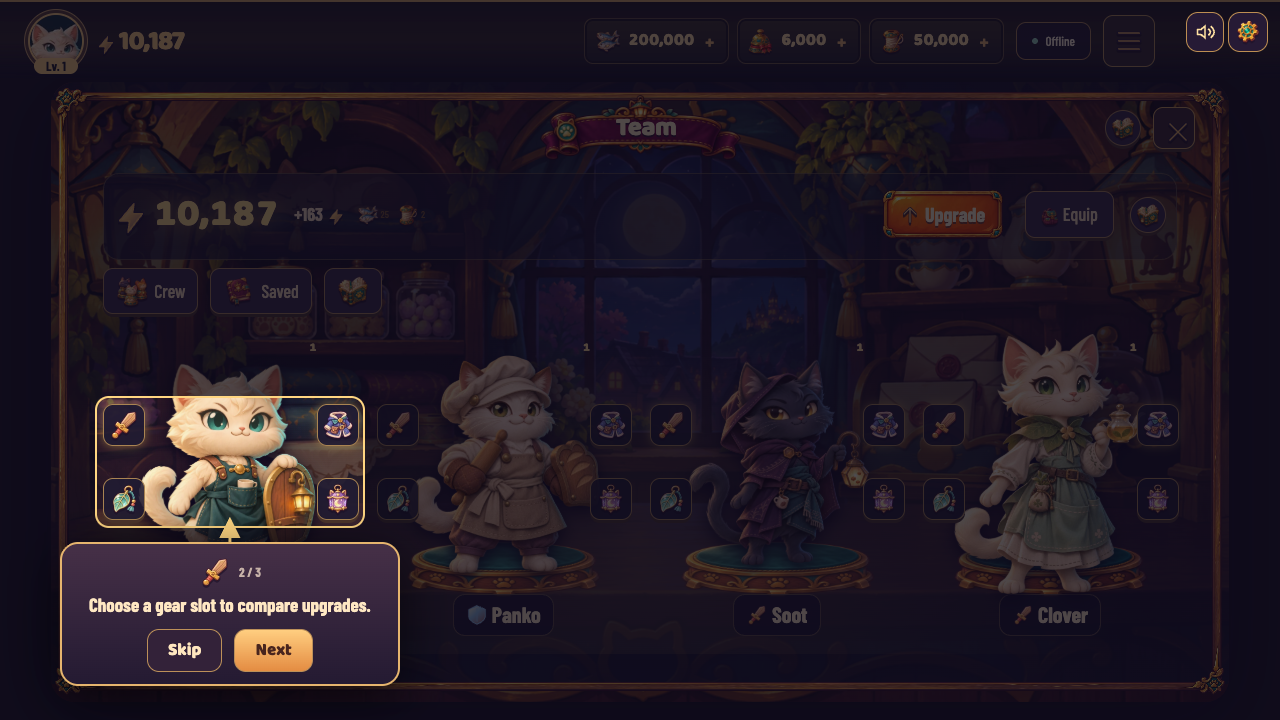 10,187
Lv. 1
200,000 +
6,000 +
50,000 +
Offline
Team
10,187
+163
Upgrade
Equip
Crew
Saved
1
1
1
1
2 / 3
Choose a gear slot to compare upgrades.
Skip
Next
Panko
Soot
Clover